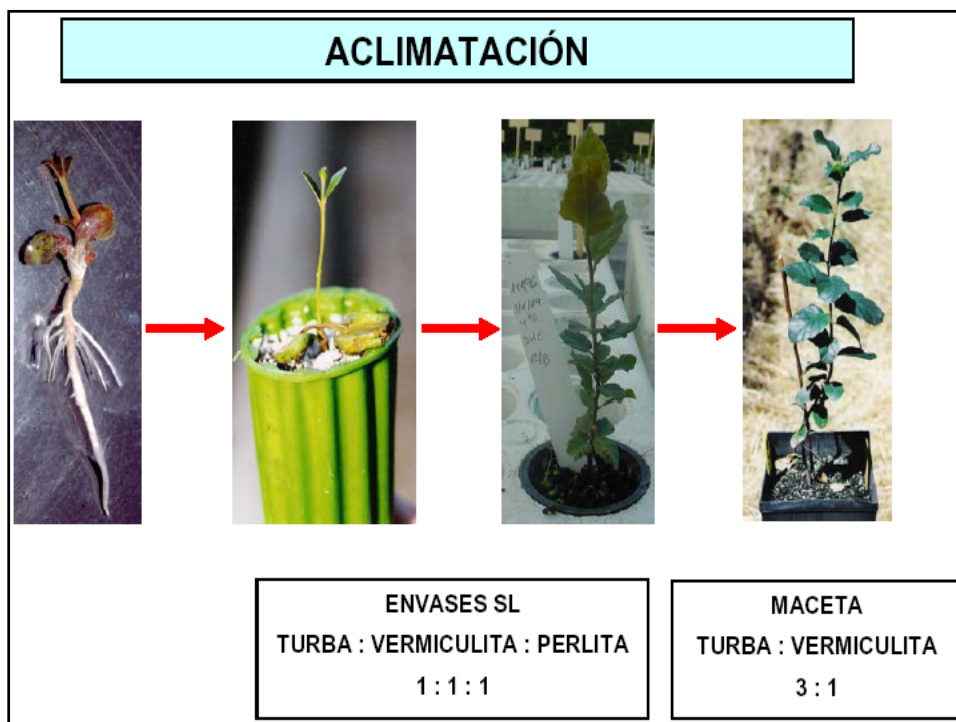 ACLIMATACIÓN
ENVASES SL
TURBA : VERMICULITA : PERLITA
1 : 1 : 1
MACETA
TURBA : VERMICULITA
3 : 1